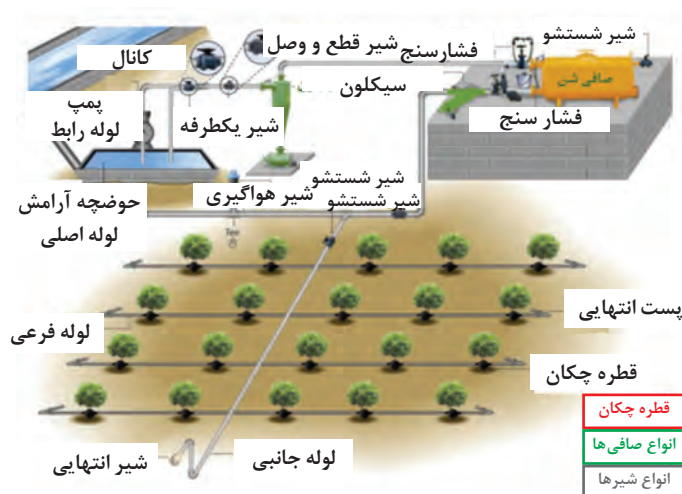 شیر شستشو
فشارسنج
شیر قطع و وصل
کانال
صافی شن
سیکلون
پمپ
لوله رابط
شیر یکطرفه
فشار سنج
شیر شستشو
شیر هواگیری
شیر شستشو
حوضچه آرامش
لوله اصلی
Tee
پست انتهایی
لوله فرعی
قطره چکان
قطره چکان
انواع صافی‌ها
انواع شیرها
لوله جانبی
شیر انتهایی